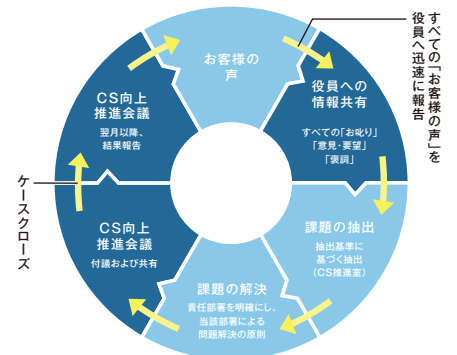 お客様の
声
すべての「お客様の声」を
役員へ迅速に報告
役員への
情報共有
すべての「お叱り」
「意見・要望」
「褒詞」
課題の抽出
抽出基準に
基づく抽出
（CS推進室）
課題の解決
責任部署を明確にし、
当該部署による
問題解決の原則
CS向上
推進会議
付議および共有
ケースクローズ
CS向上
推進会議
翌月以降、
結果報告